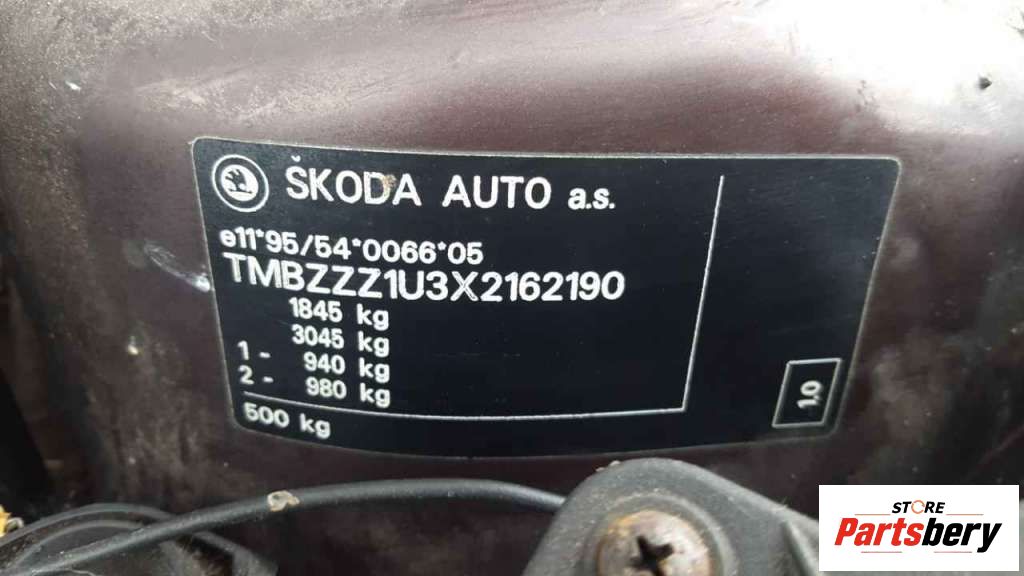 ŠKODA AUTO a.s.
e11*95/54*0066*05
TMBZZZ1U3X2162190
1845 kg
3045 kg
1 - 940 kg
2 - 980 kg
500 kg
1.0
STORE
Partsbery